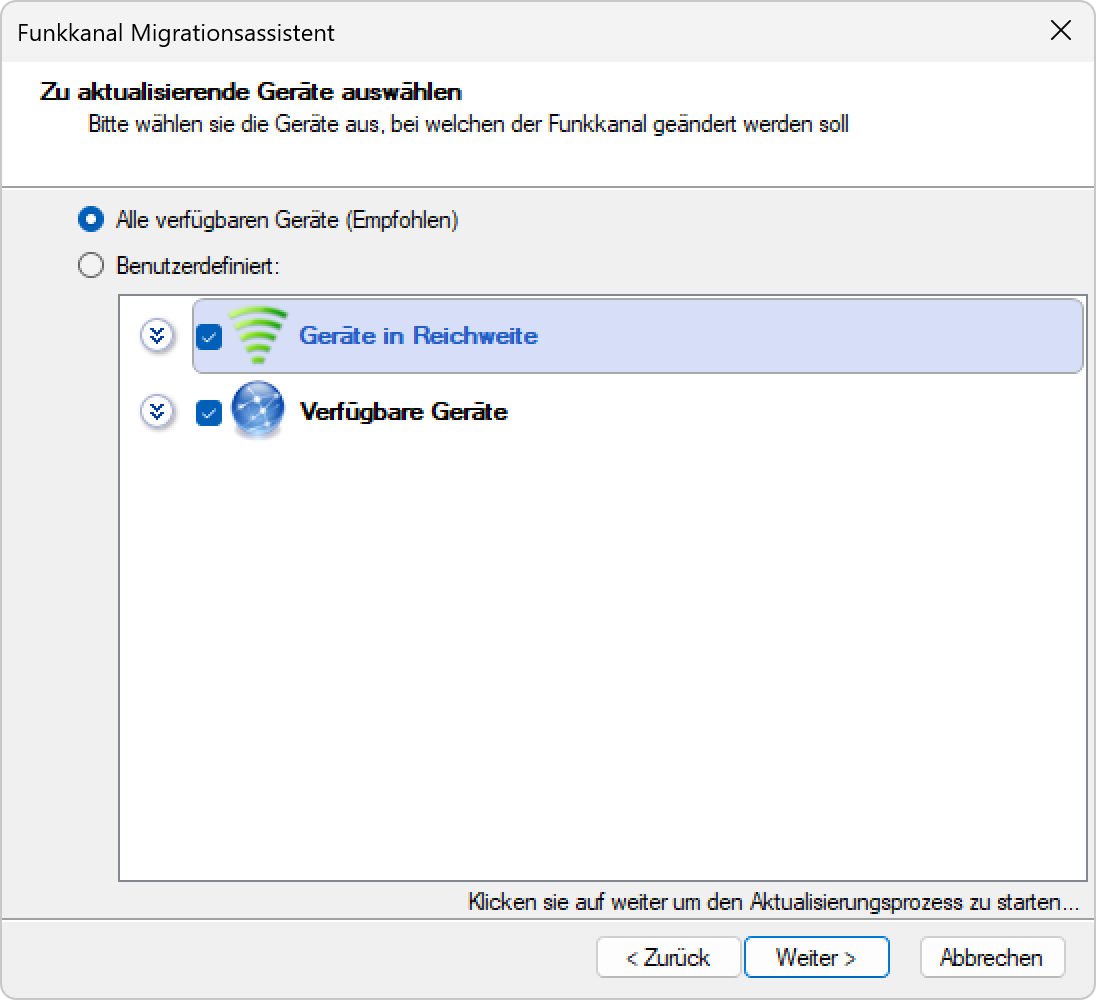 Funkkanal Migrationsassistent
Zu aktualisierende Geräte auswählen
Bitte wählen sie die Geräte aus, bei welchen der Funkkanal geändert werden soll
Alle verfügbaren Geräte (Empfohlen)
Benutzerdefiniert:
Geräte in Reichweite
Verfügbare Geräte
Klicken sie auf weiter um den Aktualisierungsprozess zu starten...
< Zurück
Weiter >
Abbrechen